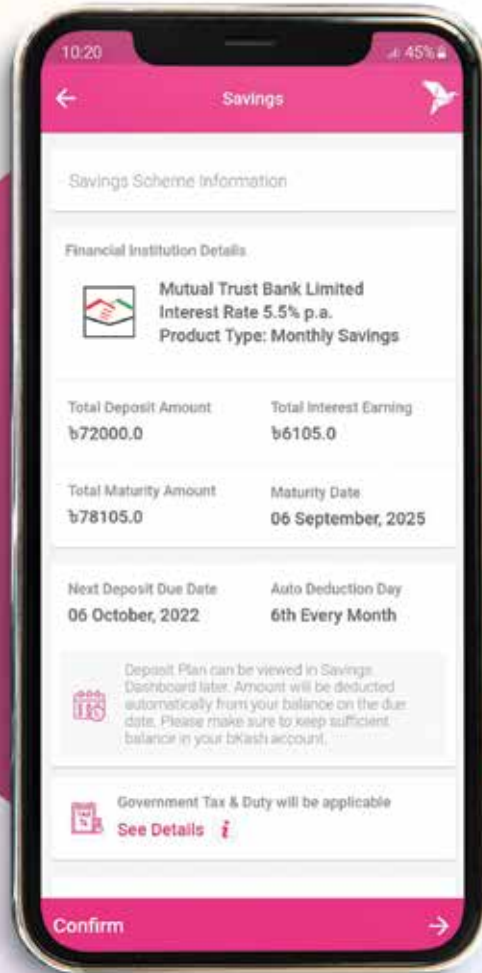 10:20
45%
Savings
Savings Scheme Information
Financial Institution Details
Mutual Trust Bank Limited
Interest Rate 5.5% p.a.
Product Type: Monthly Savings
Total Deposit Amount
Total Interest Earning
৳72000.0
৳6105.0
Total Maturity Amount
Maturity Date
৳78105.0
06 September, 2025
Next Deposit Due Date
Auto Deduction Day
06 October, 2022
6th Every Month
Deposit Plan can be viewed in Savings
Dashboard later. Amount will be deducted
automatically from your balance on the due
date. Please make sure to keep sufficient
balance in your bKash account.
Government Tax & Duty will be applicable
See Details i
Confirm